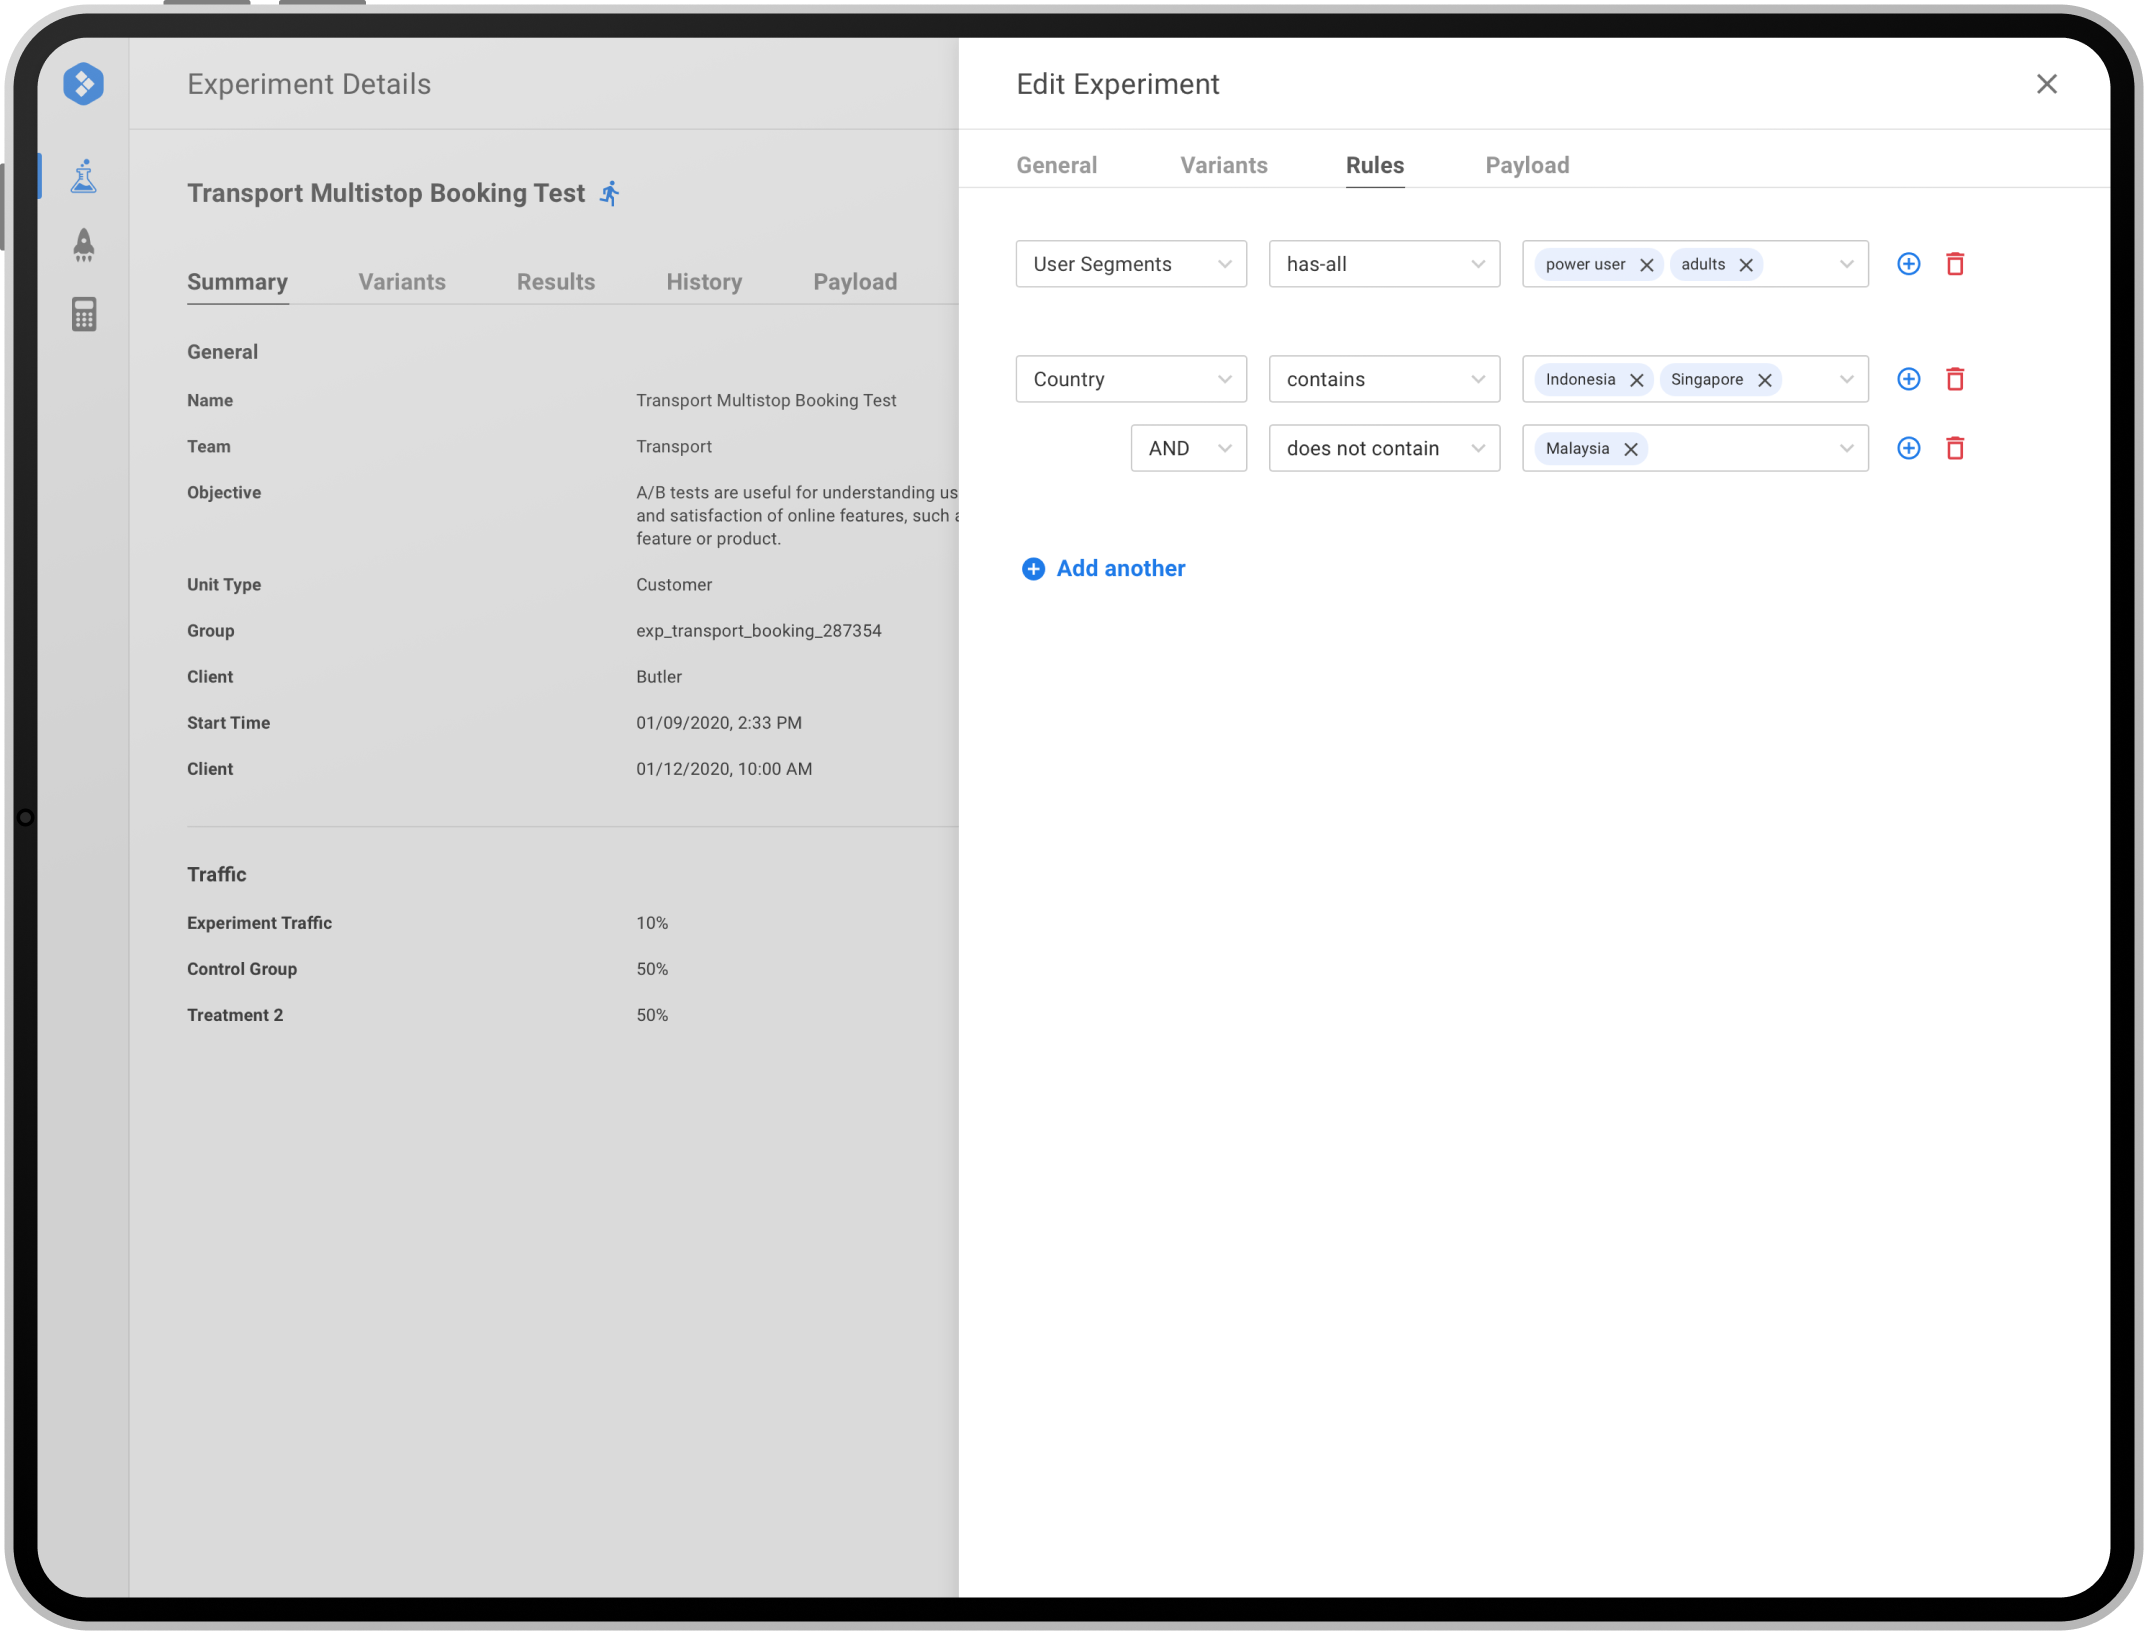 Experiment Details
Transport Multistop Booking Test
Summary Variants Results History Payload
General
Name Transport Multistop Booking Test
Team Transport
Objective A/B tests are useful for understanding us
and satisfaction of online features, such a
feature or product.
Unit Type Customer
Group exp_transport_booking_287354
Client Butler
Start Time 01/09/2020, 2:33 PM
Client 01/12/2020, 10:00 AM
Traffic
Experiment Traffic 10%
Control Group 50%
Treatment 2 50%
Edit Experiment
General Variants Rules Payload
User Segments has-all power user adults
Country contains Indonesia Singapore
AND does not contain Malaysia
Add another